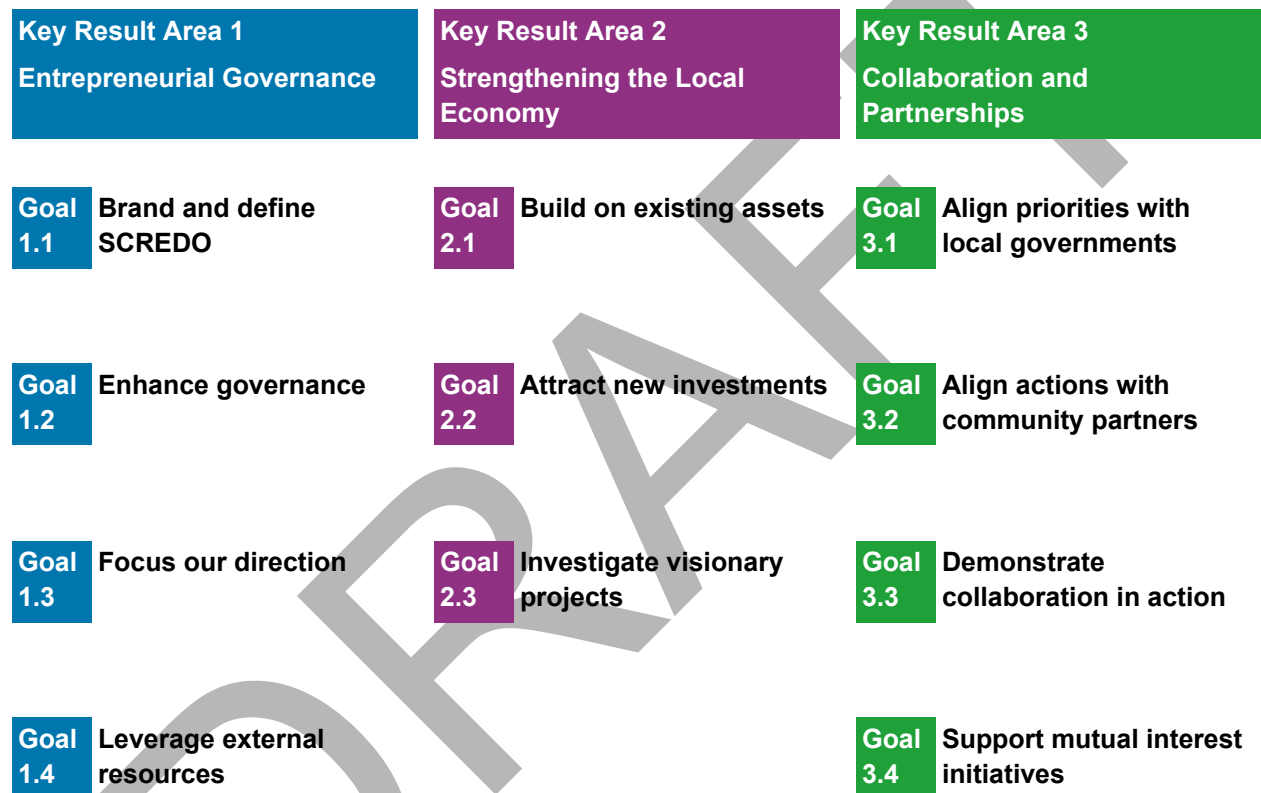 Key Result Area 1
Entrepreneurial Governance
Key Result Area 2
Strengthening the Local
Economy
Key Result Area 3
Collaboration and
Partnerships
Goal
1.1
Brand and define
SCREDO
Goal
2.1
Build on existing assets
Goal
3.1
Align priorities with
local governments
Goal
1.2
Enhance governance
Goal
2.2
Attract new investments
Goal
3.2
Align actions with
community partners
Goal
1.3
Focus our direction
Goal
2.3
Investigate visionary
projects
Goal
3.3
Demonstrate
collaboration in action
Goal
1.4
Leverage external
resources
Goal
3.4
Support mutual interest
initiatives
DRAFT